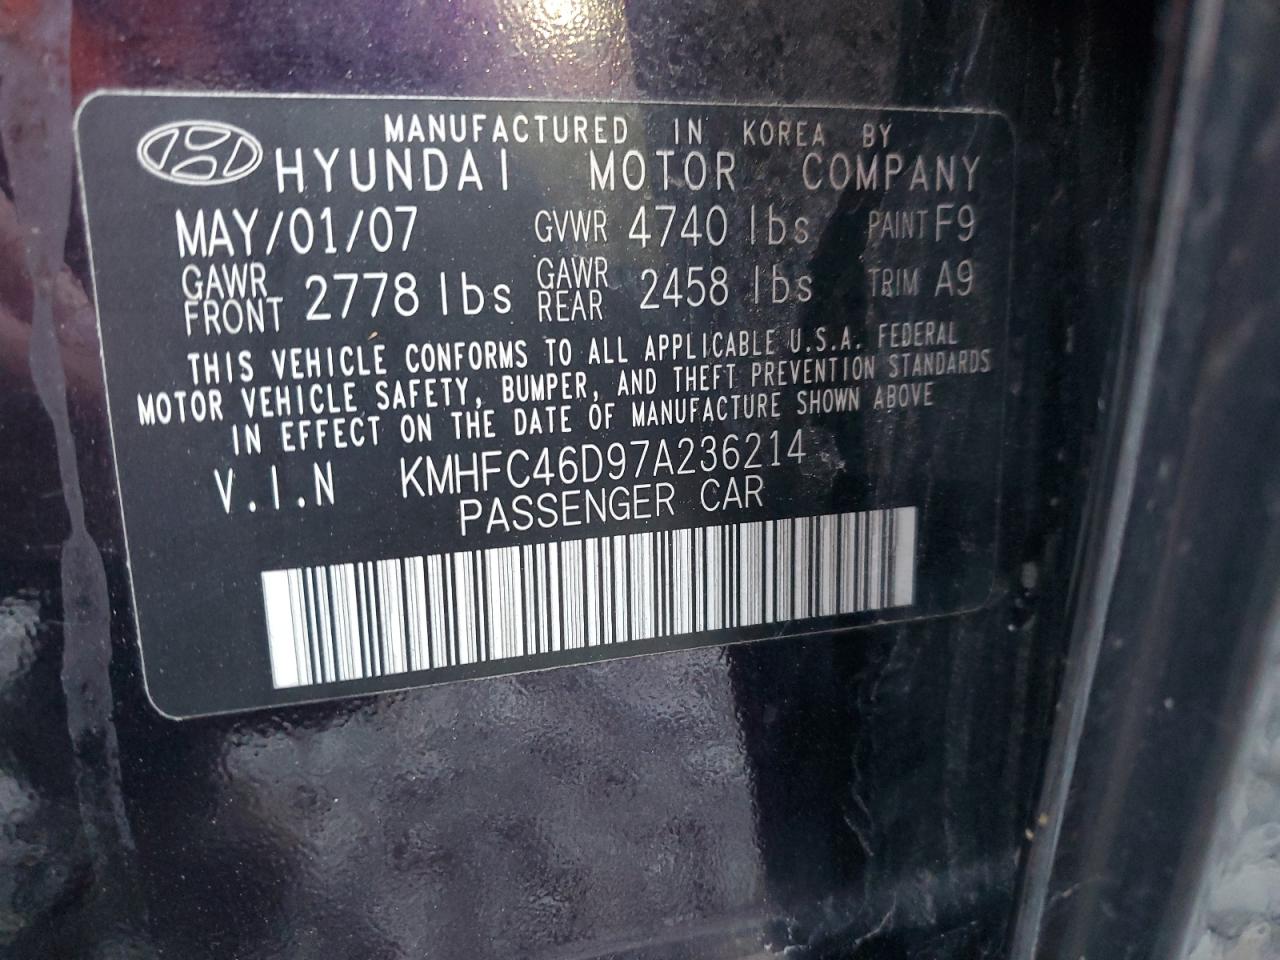 MANUFACTURED IN KOREA BY
HYUNDAI MOTOR COMPANY
MAY/01/07 GVWR 4740 lbs PAINT F9
GAWR FRONT 2778 lbs GAWR REAR 2458 lbs TRIM A9
THIS VEHICLE CONFORMS TO ALL APPLICABLE U.S.A. FEDERAL
MOTOR VEHICLE SAFETY, BUMPER, AND THEFT PREVENTION STANDARDS
IN EFFECT ON THE DATE OF MANUFACTURE SHOWN ABOVE
V.I.N KMHFC46D97A236214
PASSENGER CAR